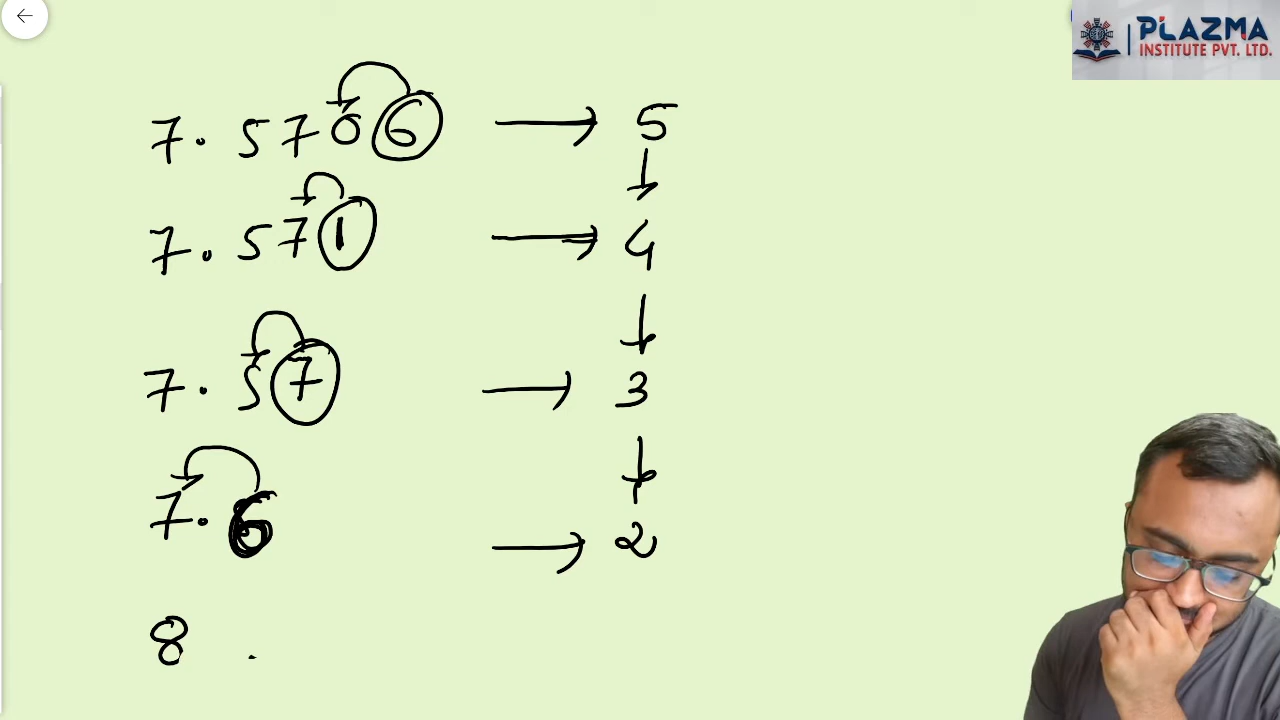 PLAZMA
INSTITUTE PVT. LTD.
7.5706 → 5
7.571 → 4
7.57 → 3
7.6 → 2
8 .